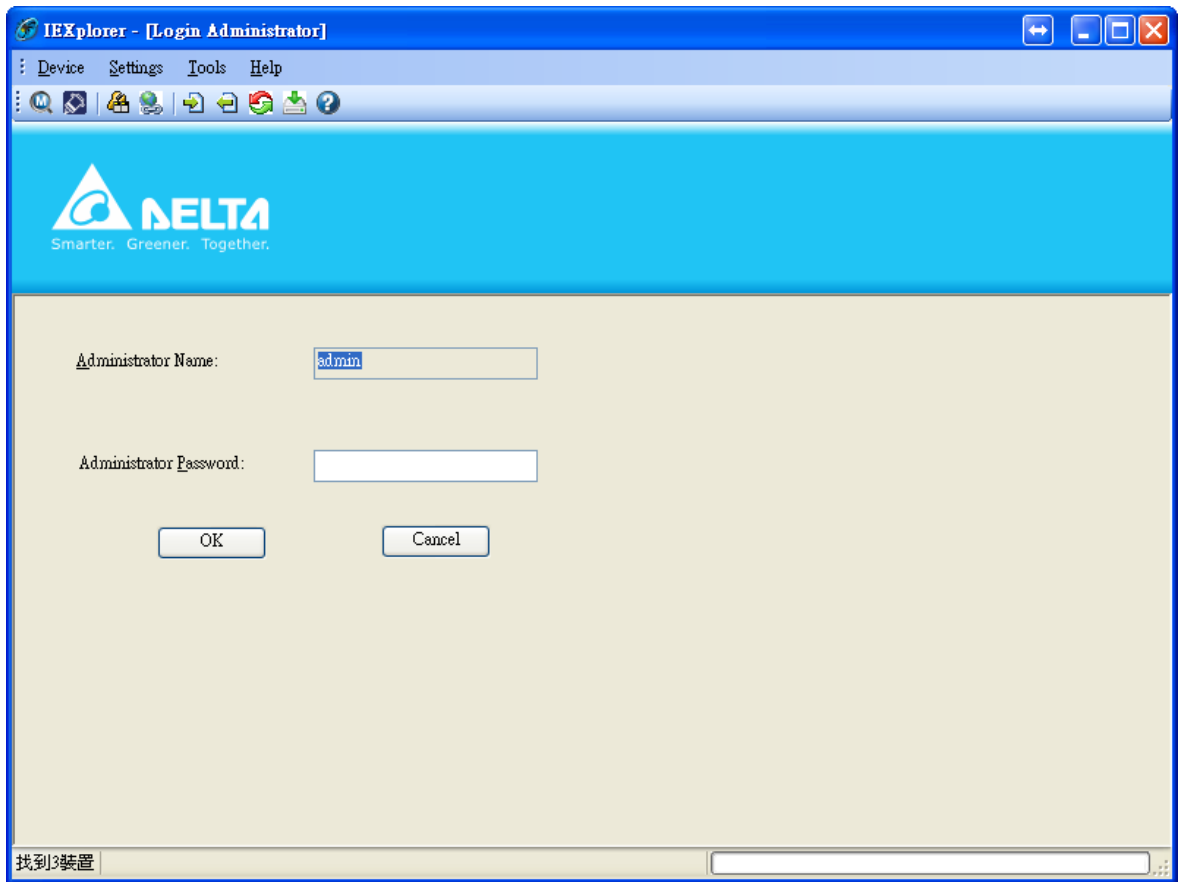 IEXplorer - [Login Administrator]
Device Settings Tools Help
DELTA
Smarter. Greener. Together.
Administrator Name: admin
Administrator Password:
OK Cancel
找到3裝置